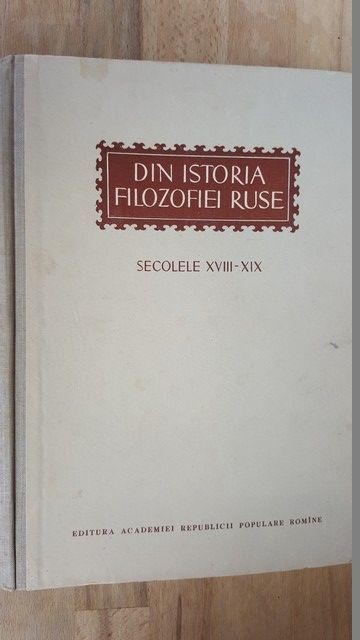 DIN ISTORIA
FILOZOFIEI RUSE
SECOLELE XVIII-XIX
EDITURA ACADEMIEI REPUBLICII POPULARE ROMÎNE